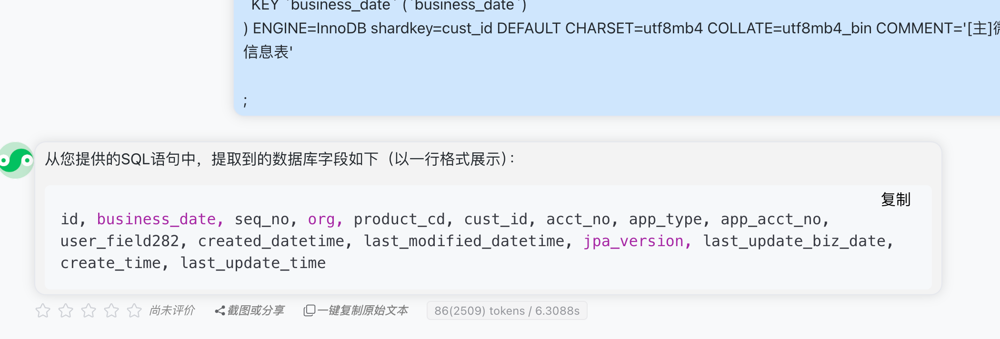 KEY `business_date` (`business_date`)
) ENGINE=InnoDB shardkey=cust_id DEFAULT CHARSET=utf8mb4 COLLATE=utf8mb4_bin COMMENT='[主]微
信息表'
;
从您提供的SQL语句中，提取到的数据库字段如下（以一行格式展示）：
复制
id, business_date, seq_no, org, product_cd, cust_id, acct_no, app_type, app_acct_no,
user_field282, created_datetime, last_modified_datetime, jpa_version, last_update_biz_date,
create_time, last_update_time
尚未评价 截图或分享 一键复制原始文本 86(2509) tokens / 6.3088s